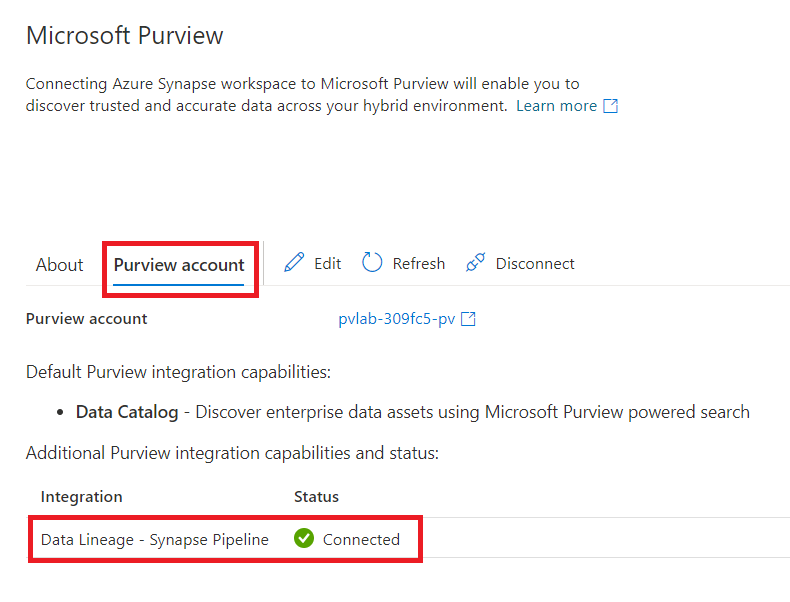 Microsoft Purview
Connecting Azure Synapse workspace to Microsoft Purview will enable you to
discover trusted and accurate data across your hybrid environment. Learn more
About Purview account Edit Refresh Disconnect
Purview account pvlab-309fc5-pv
Default Purview integration capabilities:
• Data Catalog - Discover enterprise data assets using Microsoft Purview powered search
Additional Purview integration capabilities and status:
Integration Status
Data Lineage - Synapse Pipeline Connected